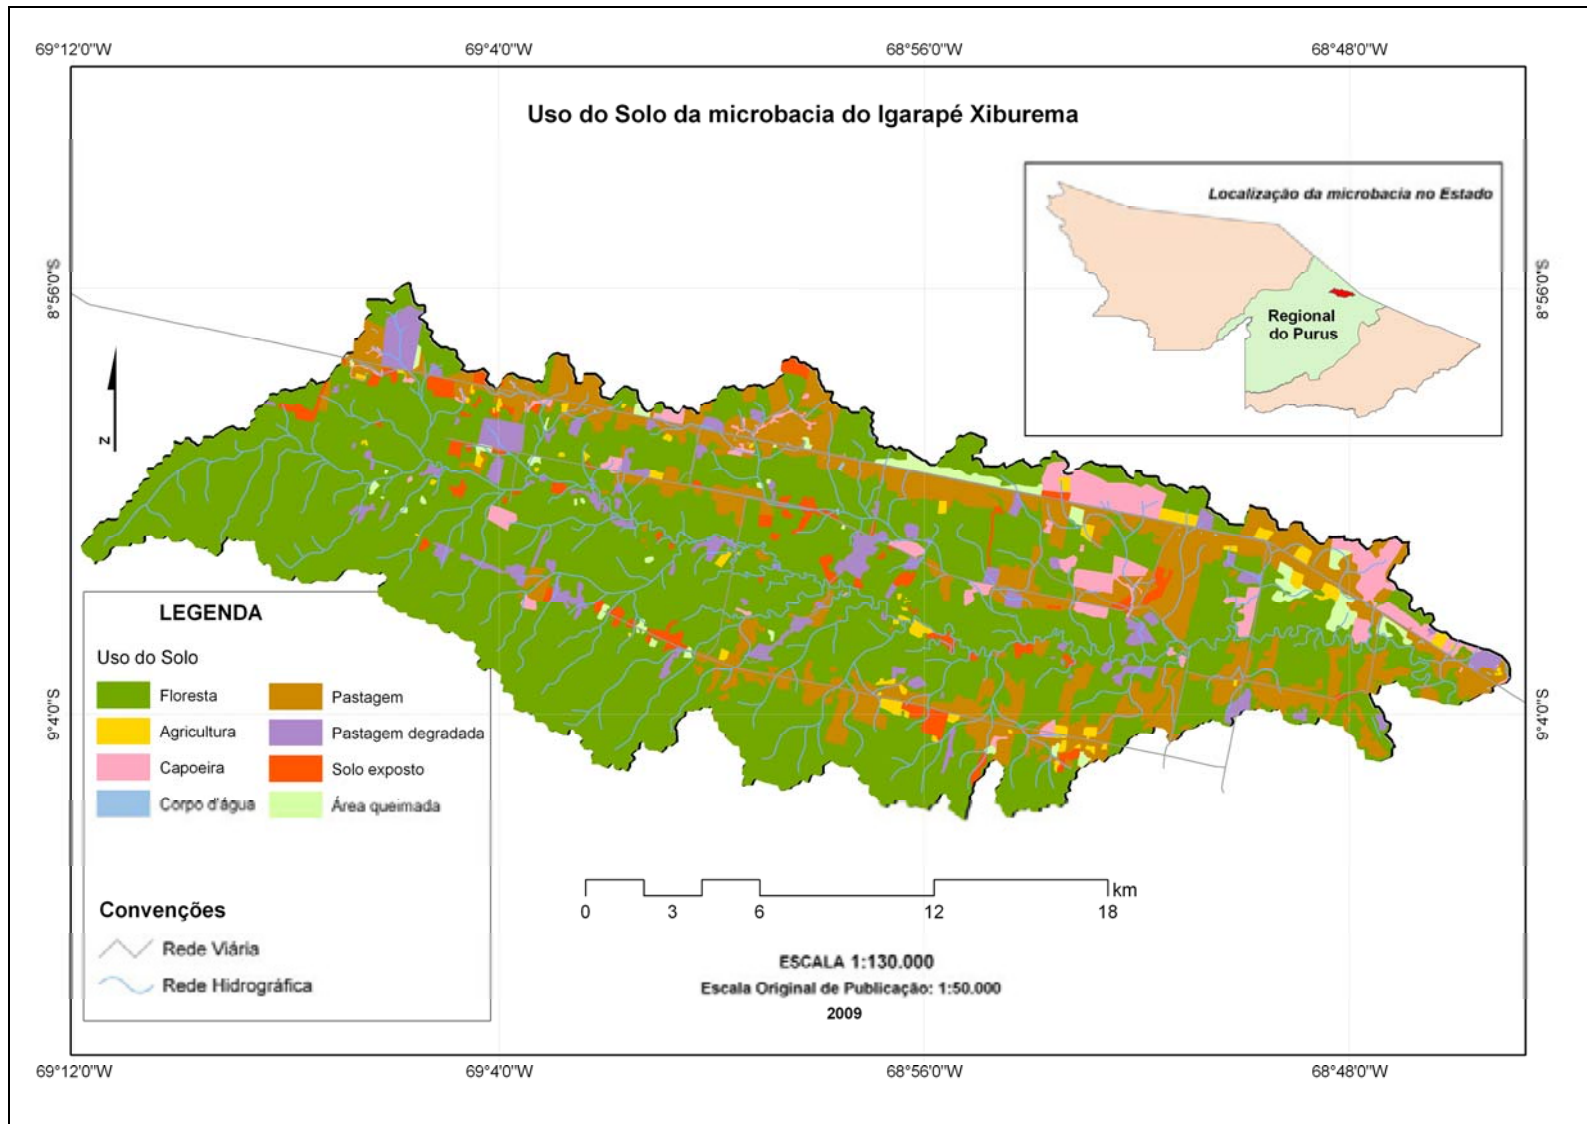 69°12'0"W 69°4'0"W 68°56'0"W 68°48'0"W
Uso do Solo da microbacia do Igarapé Xiburema
Localização da microbacia no Estado
Regional
do Purus
8°56'0"S 8°56'0"S
N
LEGENDA
Uso do Solo
Floresta Pastagem
Agricultura Pastagem degradada
Capoeira Solo exposto
Corpo d'água Área queimada
9°4'0"S 9°4'0"S
Convenções
Rede Viária
Rede Hidrográfica
km
0 3 6 12 18
ESCALA 1:130.000
Escala Original de Publicação: 1:50.000
2009
69°12'0"W 69°4'0"W 68°56'0"W 68°48'0"W